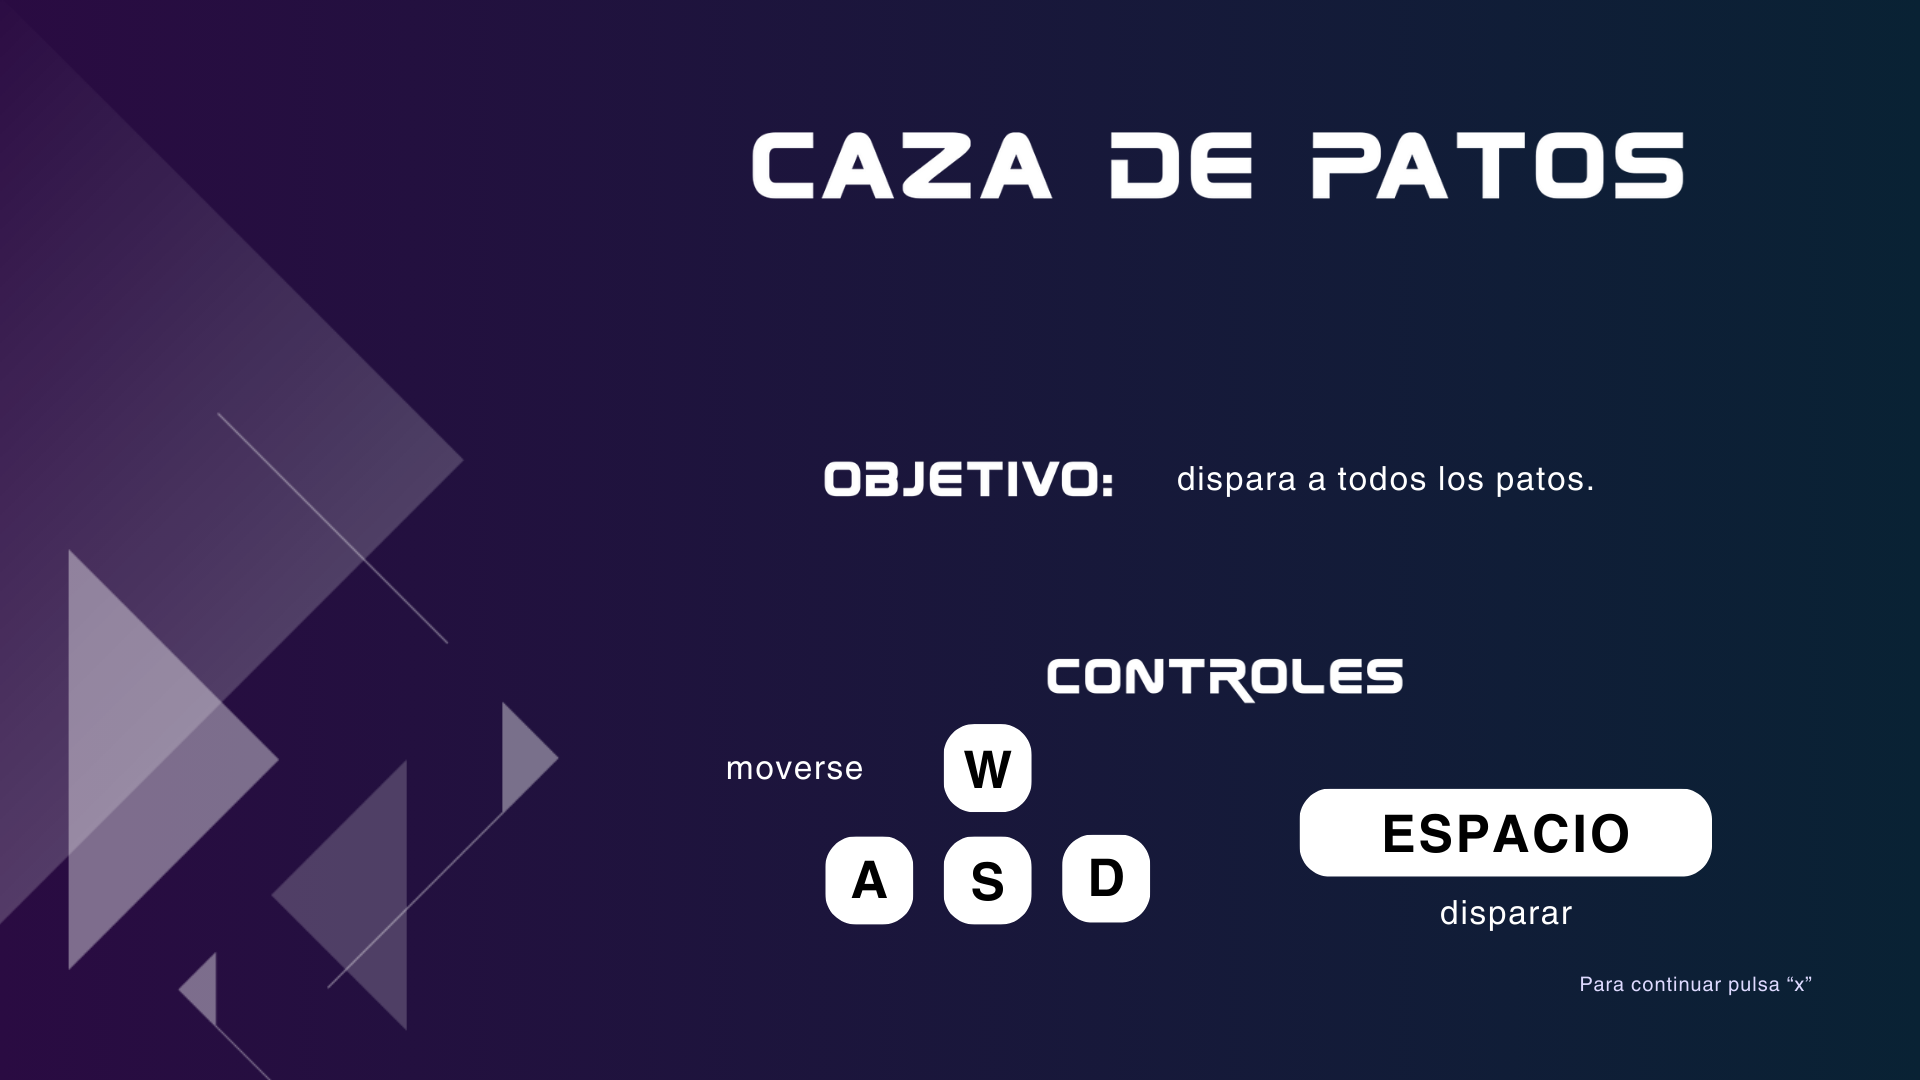 CAZA DE PATOS
OBJETIVO: dispara a todos los patos.
CONTROLES
moverse
W
A S D
ESPACIO
disparar
Para continuar pulsa “x”